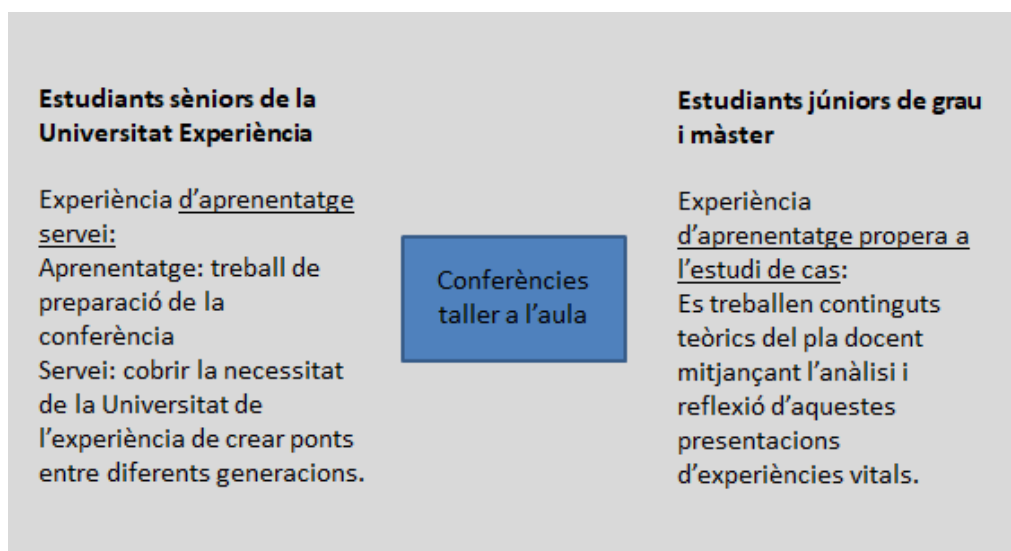 Estudiants sèniors de la
Universitat Experiència
Experiència d'aprenentatge
servei:
Aprenentatge: treball de
preparació de la
conferència
Servei: cobrir la necessitat
de la Universitat de
l'experiència de crear ponts
entre diferents generacions.
Conferències
taller a l'aula
Estudiants júniors de grau
i màster
Experiència
d'aprenentatge propera a
l'estudi de cas:
Es treballen continguts
teòrics del pla docent
mitjançant l'anàlisi i
reflexió d'aquestes
presentacions
d'experiències vitals.